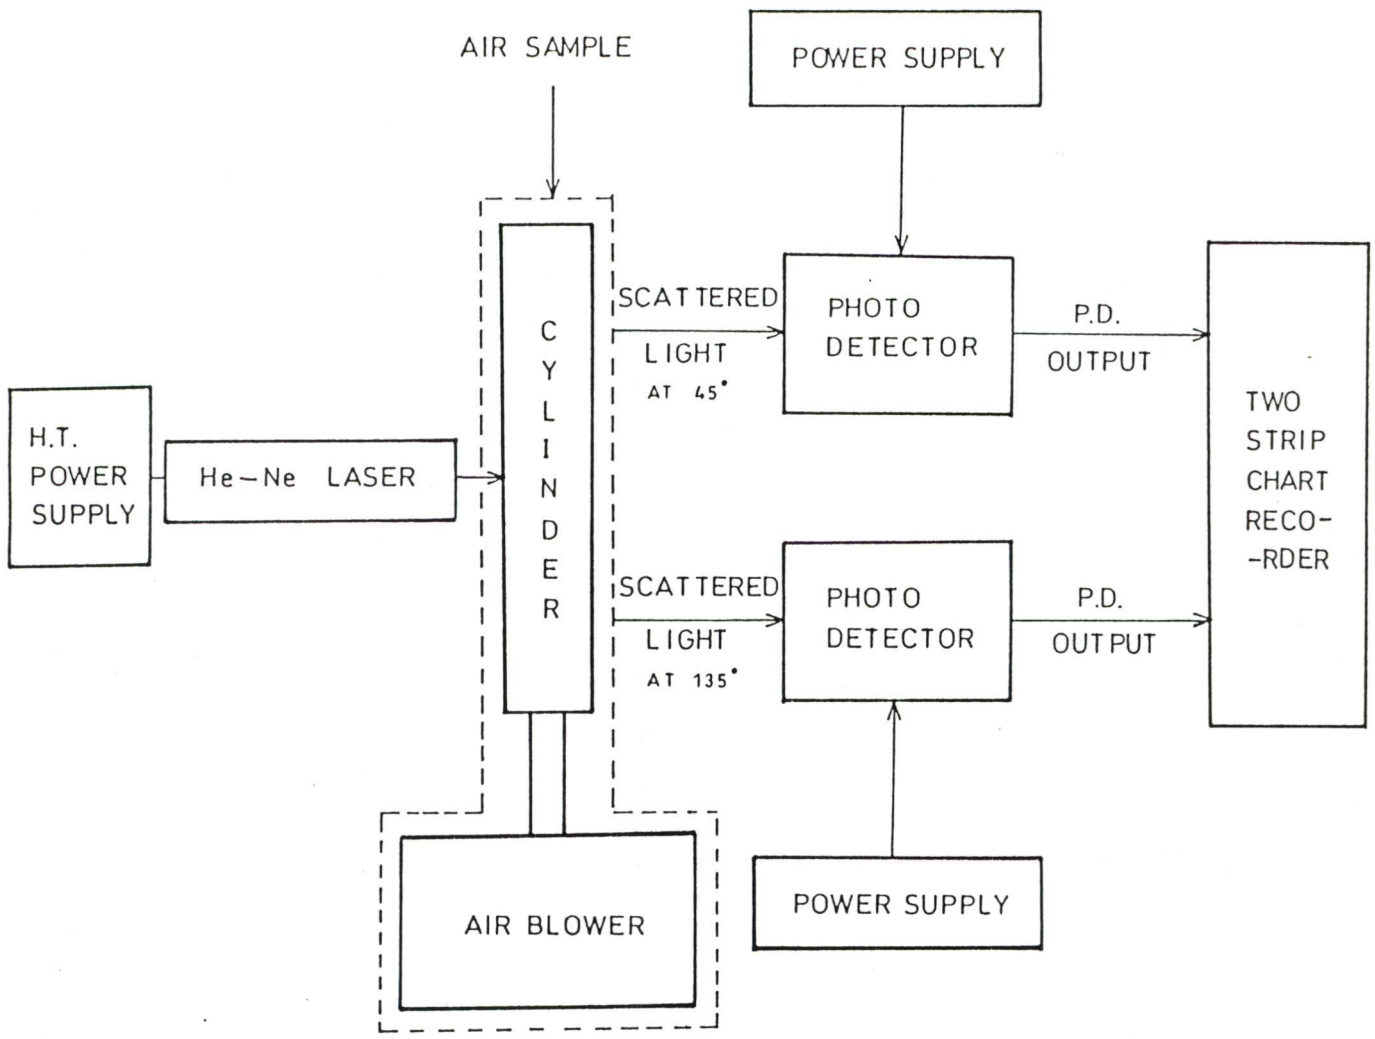 AIR SAMPLE
POWER SUPPLY
H.T.
POWER
SUPPLY
He–Ne LASER
CYLINDER
SCATTERED
LIGHT
AT 45°
PHOTO
DETECTOR
P.D.
OUTPUT
SCATTERED
LIGHT
AT 135°
PHOTO
DETECTOR
P.D.
OUTPUT
TWO
STRIP
CHART
RECO–
–RDER
POWER SUPPLY
AIR BLOWER